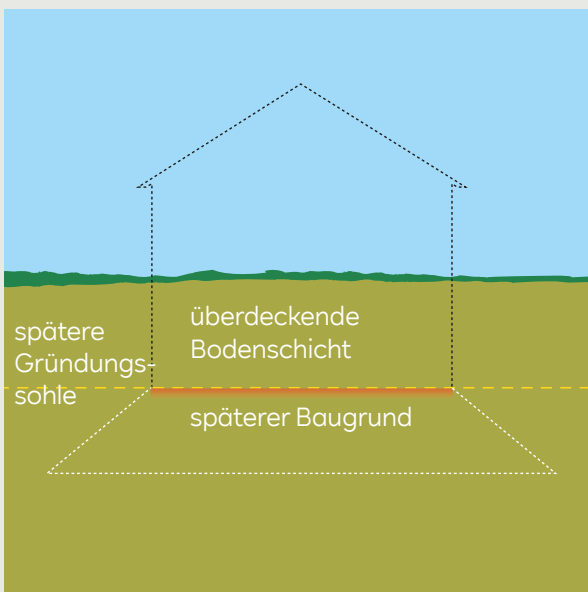 überdeckende
Bodenschicht
spätere
Gründungs-
sohle
späterer Baugrund